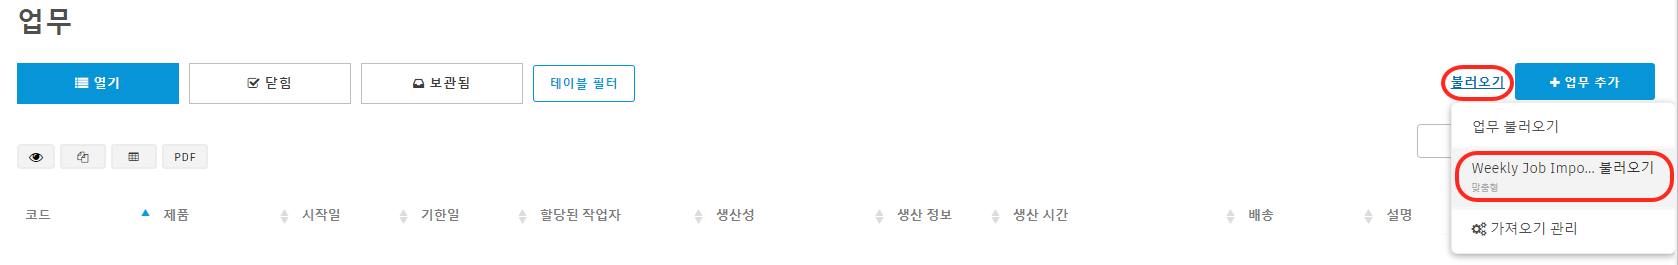 업무
열기 닫힘 보관됨 테이블 필터 불러오기 업무 추가
업무 불러오기
PDF
Weekly Job Impo... 불러오기
맞춤형
코드 제품 시작일 기한일 할당된 작업자 생산성 생산 정보 생산 시간 배송 설명
가져오기 관리